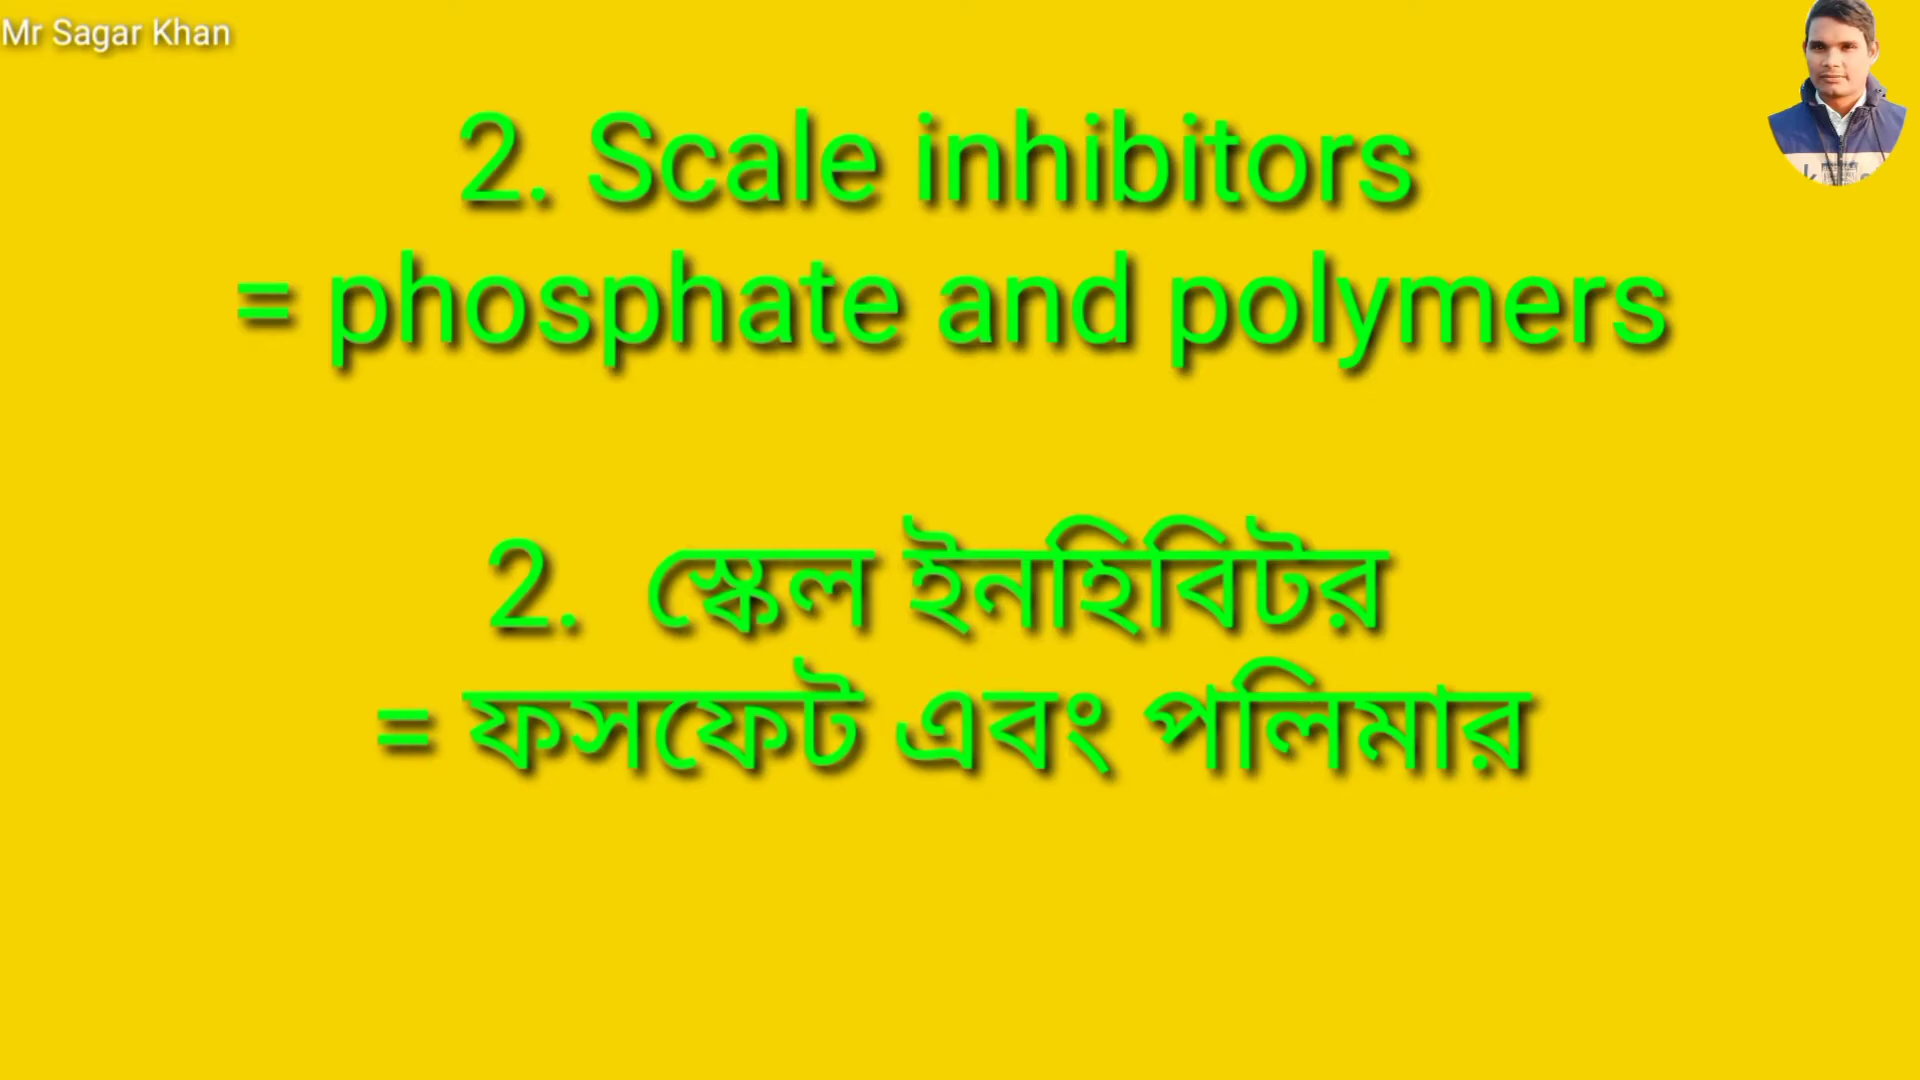 Mr Sagar Khan
2. Scale inhibitors
= phosphate and polymers
2. স্কেল ইনহিবিটর
= ফসফেট এবং পলিমার